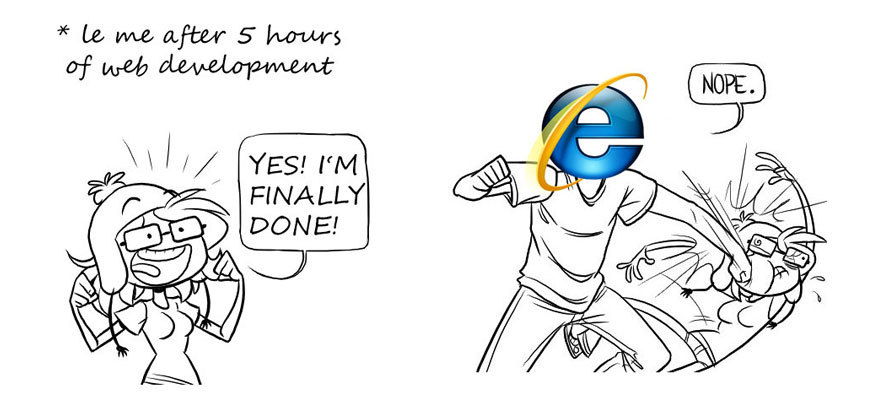 * le me after 5 hours
of web development
YES! I'M
FINALLY
DONE!
NOPE.